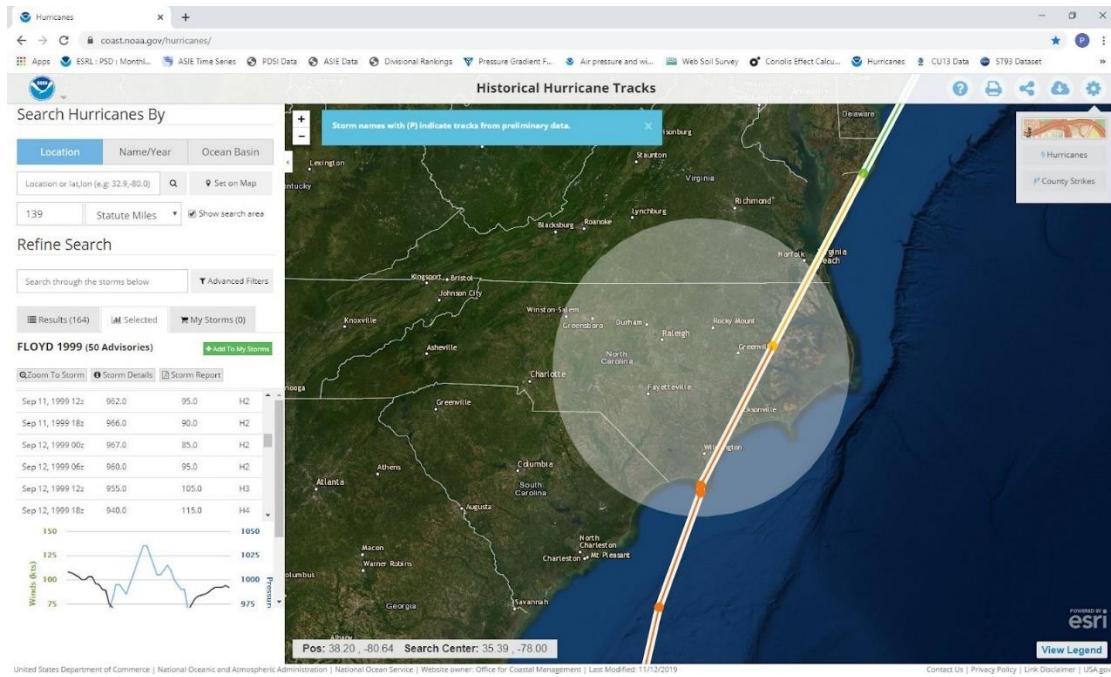 Hurricanes
coast.noaa.gov/hurricanes/
P
Apps ESRL : PSD : Monthl... ASIE Time Series PDSI Data ASIE Data Divisional Rankings Pressure Gradient F... Air pressure and wi... Web Soil Survey Coriolis Effect Calcu... Hurricanes CU13 Data ST93 Dataset »
Historical Hurricane Tracks
Search Hurricanes By
Location Name/Year Ocean Basin
Location or lat,lon (e.g: 32.9,-80.0) Set on Map
139 Statute Miles Show search area
Refine Search
Search through the storms below Advanced Filters
Results (164) Selected My Storms (0)
FLOYD 1999 (50 Advisories) +Add To My Storms
Zoom To Storm Storm Details Storm Report
Sep 11, 1999 12z 962.0 95.0 H2
Sep 11, 1999 18z 966.0 90.0 H2
Sep 12, 1999 00z 967.0 85.0 H2
Sep 12, 1999 06z 960.0 95.0 H2
Sep 12, 1999 12z 955.0 105.0 H3
Sep 12, 1999 18z 940.0 115.0 H4
150 1050
125 1025
100 1000
75 975
Winds (kts)
Pressur
+
−
Storm names with (P) indicate tracks from preliminary data.
Hurricanes
County Strikes
Delaware
isonburg
Staunton
Lexington
entucky
Virginia
Richmond
Lynchburg
Blacksburg Roanoke
Norfolk Virginia
each
Kingsport Bristol
Johnson City
Winston-Salem
Greensboro Durham
Raleigh
Rocky Mount
Knoxville
Asheville
North
Carolina
Greenville
Charlotte
Fayetteville
nooga
Greenville
cksonville
Wilmington
Athens
Columbia
Atlanta
South
Carolina
Augusta
North
Charleston
Charleston Mt Pleasant
Macon
Warner Robins
olumbus
Georgia
Savannah
Albany
Pos: 38.20 , -80.64 Search Center: 35.39 , -78.00
POWERED BY
esri
View Legend
United States Department of Commerce | National Oceanic and Atmospheric Administration | National Ocean Service | Website owner: Office for Coastal Management | Last Modified: 11/12/2019
Contact Us | Privacy Policy | Link Disclaimer | USA.gov